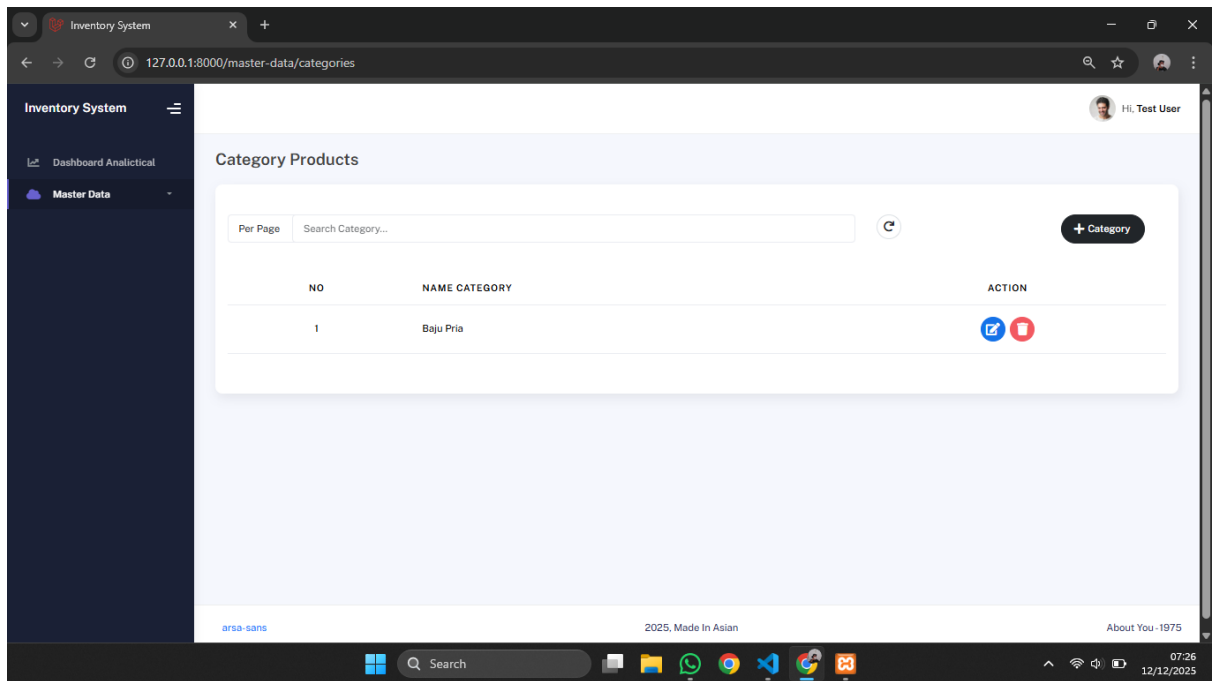 Inventory System
127.0.0.1:8000/master-data/categories
Inventory System
Hi, Test User
Dashboard Analictical
Master Data
Category Products
Per Page Search Category...
Category
NO NAME CATEGORY ACTION
1 Baju Pria
arsa-sans 2025, Made In Asian About You-1975
Search
07:26
12/12/2025